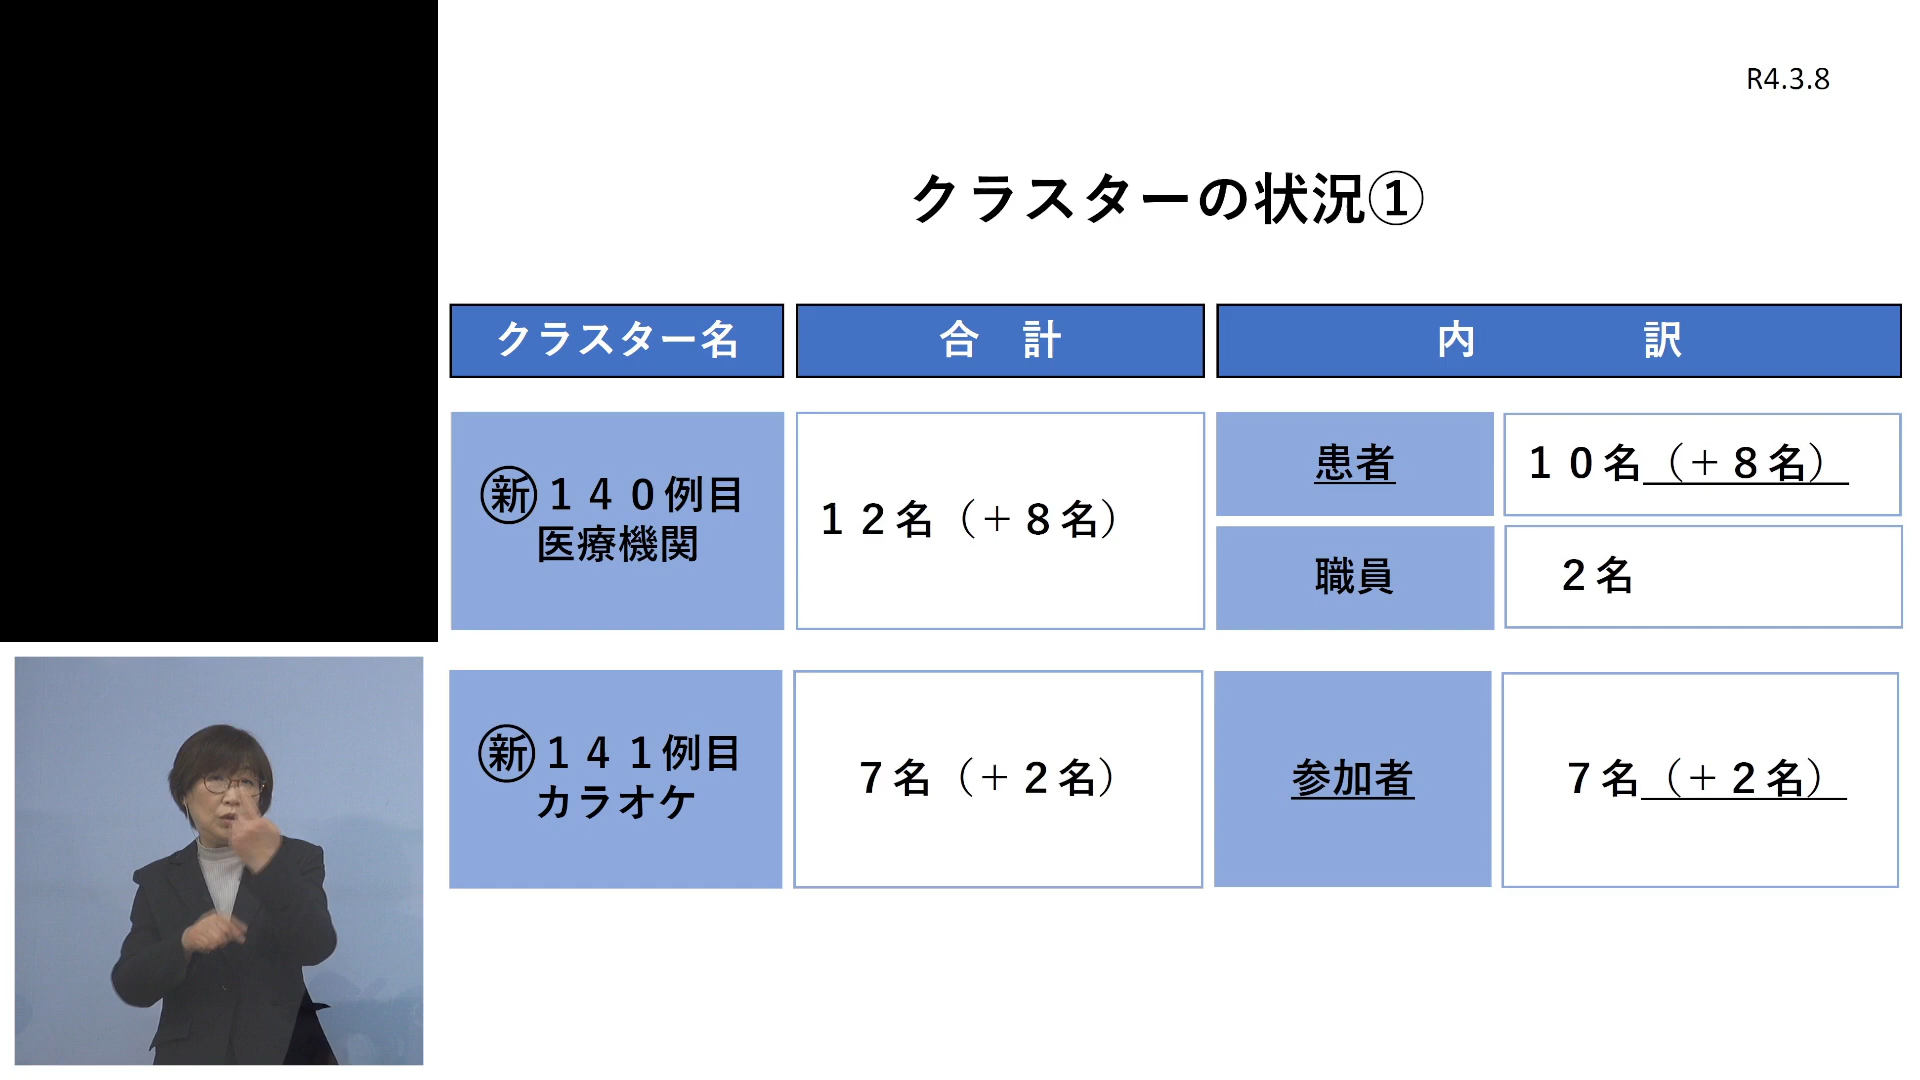 R4.3.8
クラスターの状況①
クラスター名
合　計
内　訳
㊟新１４０例目
医療機関
１２名（＋８名）
患者
１０名（＋８名）
職員
２名
新１４１例目
カラオケ
７名（＋２名）
参加者
７名（＋２名）